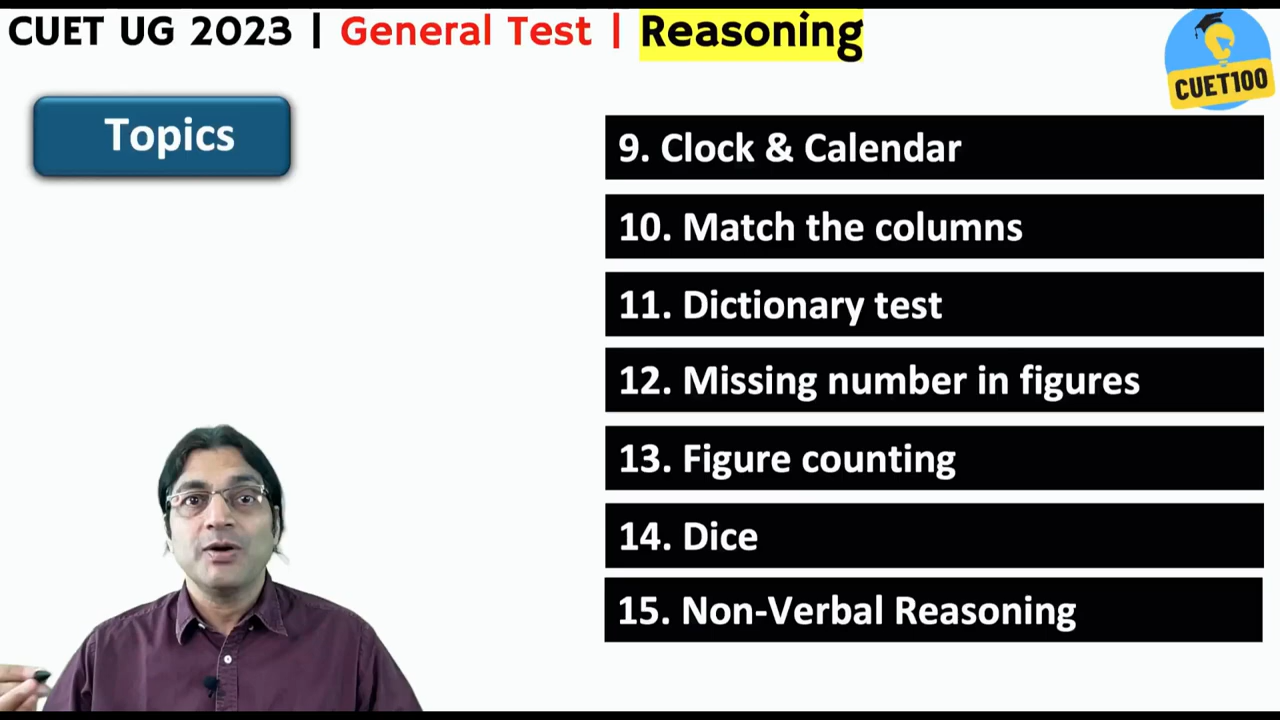 CUET UG 2023 | General Test | Reasoning
CUET100
Topics
9. Clock & Calendar
10. Match the columns
11. Dictionary test
12. Missing number in figures
13. Figure counting
14. Dice
15. Non-Verbal Reasoning